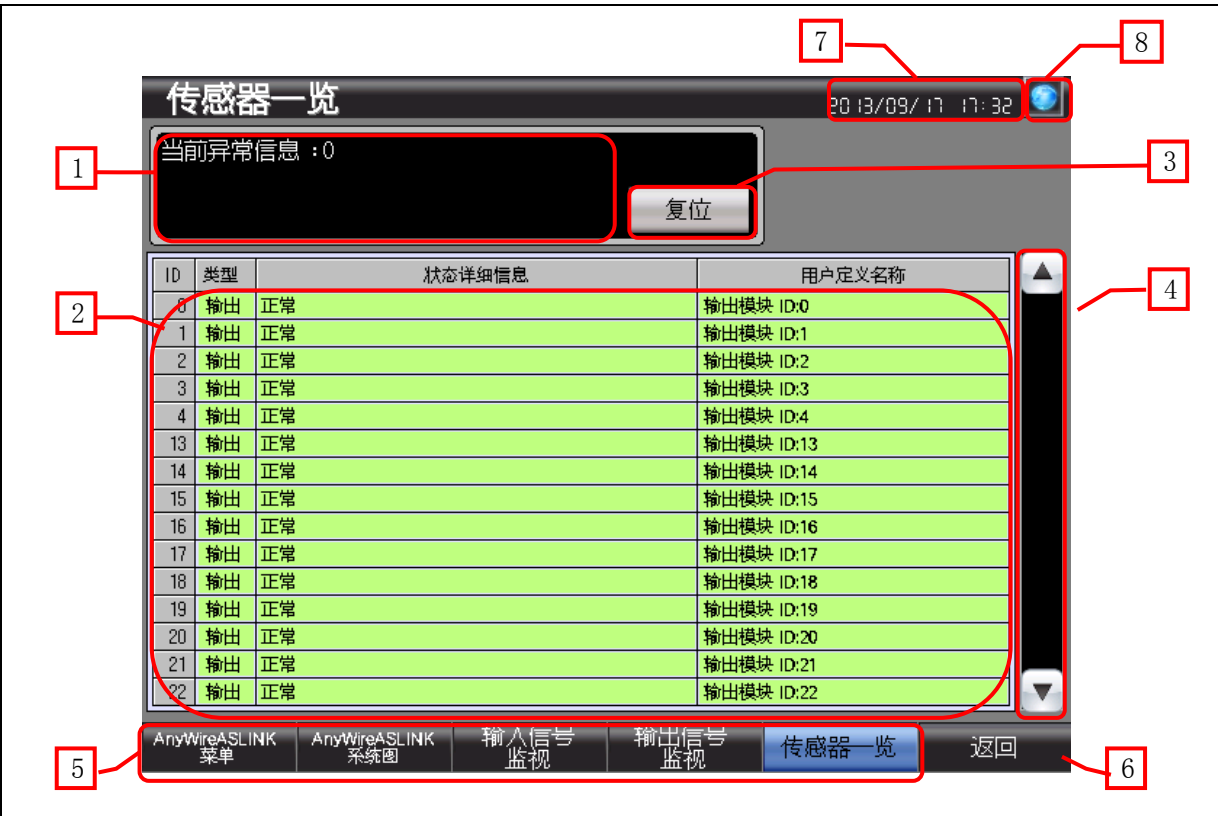 7
8
传感器一览
2013/09/17 17:32
当前异常信息 :0
1
3
复位
ID 类型 状态详细信息 用户定义名称
4
2
0 输出 正常 输出模块 ID:0
1 输出 正常 输出模块 ID:1
2 输出 正常 输出模块 ID:2
3 输出 正常 输出模块 ID:3
4 输出 正常 输出模块 ID:4
13 输出 正常 输出模块 ID:13
14 输出 正常 输出模块 ID:14
15 输出 正常 输出模块 ID:15
16 输出 正常 输出模块 ID:16
17 输出 正常 输出模块 ID:17
18 输出 正常 输出模块 ID:18
19 输出 正常 输出模块 ID:19
20 输出 正常 输出模块 ID:20
21 输出 正常 输出模块 ID:21
22 输出 正常 输出模块 ID:22
AnyWireASLINK
菜单
AnyWireASLINK
系统图
输入信号
监视
输出信号
监视
传感器一览
返回
5
6